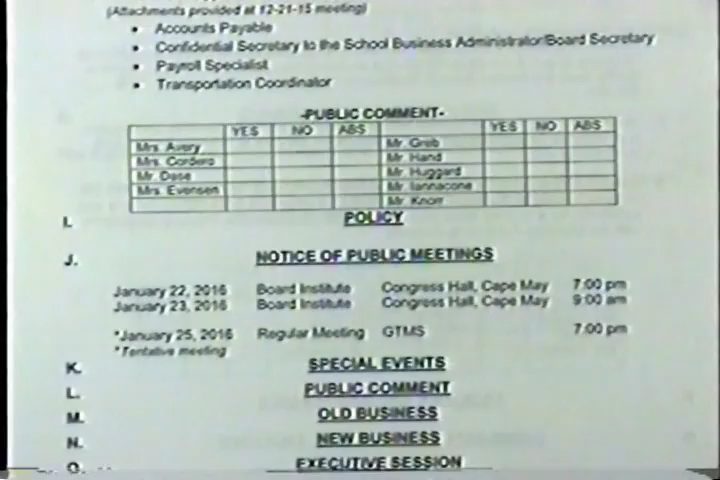 (Attachments provided at 12-21-15 meeting)
• Accounts Payable
• Confidential Secretary to the School Business Administrator/Board Secretary
• Payroll Specialist
• Transportation Coordinator
-PUBLIC COMMENT-
YES NO ABS YES NO ABS
Mrs. Avery Mr. Greb
Mrs. Cordero Mr. Hand
Mr. Dase Mr. Huggard
Mrs. Evensen Mr. Iannacone
Mr. Knorr
I. POLICY
J. NOTICE OF PUBLIC MEETINGS
January 22, 2016 Board Institute Congress Hall, Cape May 7:00 pm
January 23, 2016 Board Institute Congress Hall, Cape May 9:00 am
*January 25, 2016 Regular Meeting GTMS 7:00 pm
*Tentative meeting
K. SPECIAL EVENTS
L. PUBLIC COMMENT
M. OLD BUSINESS
N. NEW BUSINESS
O. EXECUTIVE SESSION